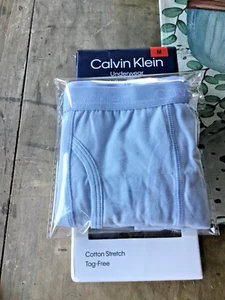 M
Calvin Klein
Underwear
Cotton Stretch
Tag-Free